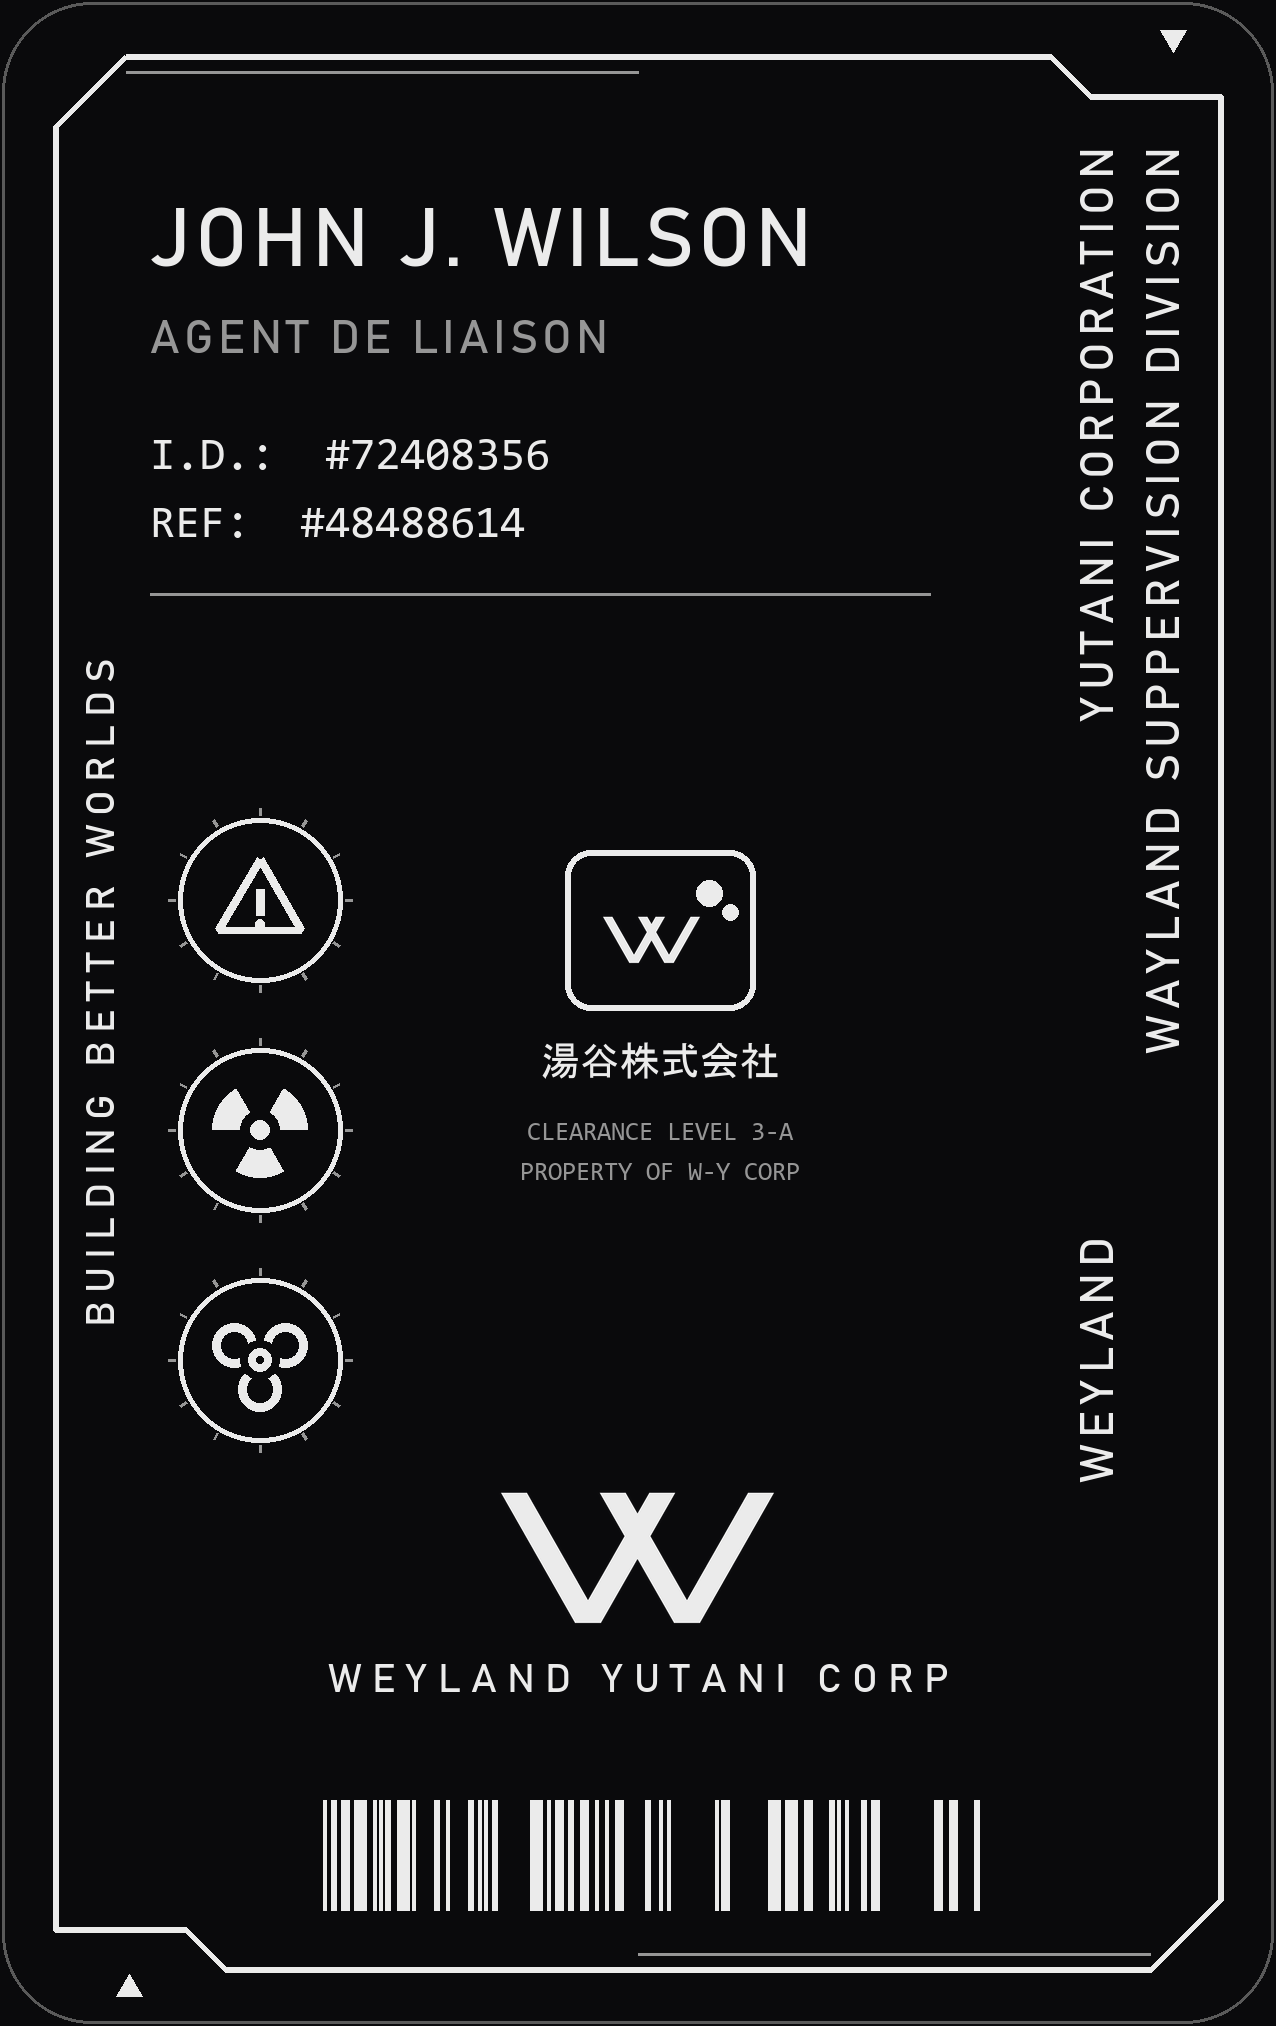 JOHN J. WILSON
AGENT DE LIAISON
I.D.: #72408356
REF: #48488614
YUTANI CORPORATION
WAYLAND SUPPERVISION DIVISION
BUILDING BETTER WORLDS
W
湯谷株式会社
CLEARANCE LEVEL 3-A
PROPERTY OF W-Y CORP
WEYLAND
W
WEYLAND YUTANI CORP